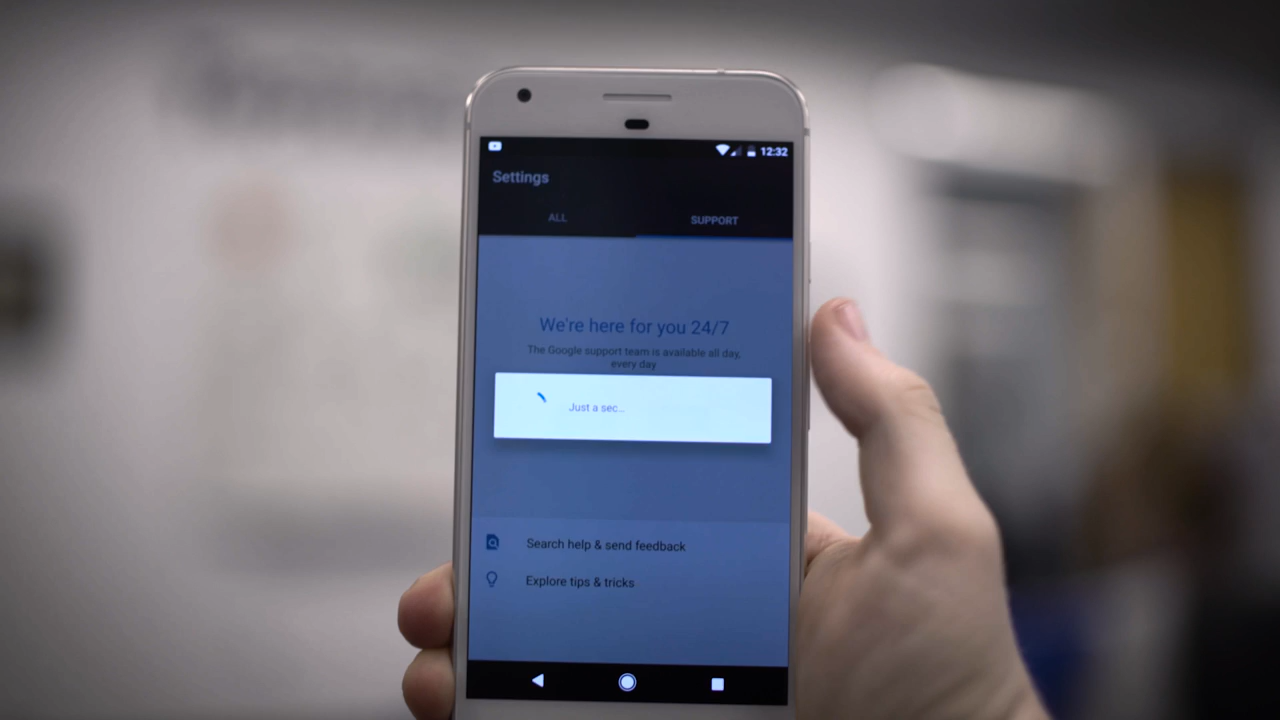 12:32
Settings
ALL
SUPPORT
We're here for you 24/7
The Google support team is available all day,
every day
Just a sec...
Search help & send feedback
Explore tips & tricks